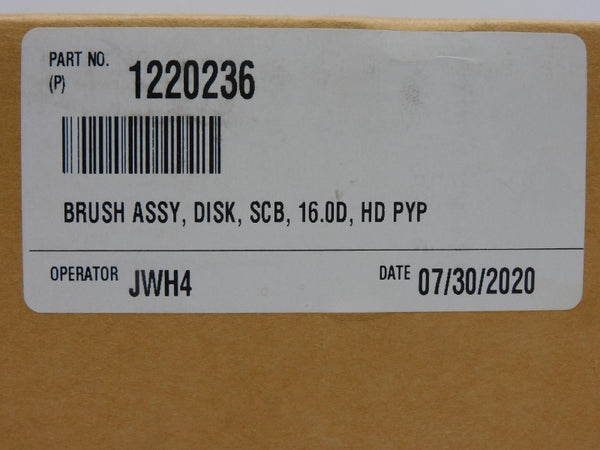 PART NO.
(P) 1220236
BRUSH ASSY, DISK, SCB, 16.0D, HD PYP
OPERATOR JWH4 DATE 07/30/2020